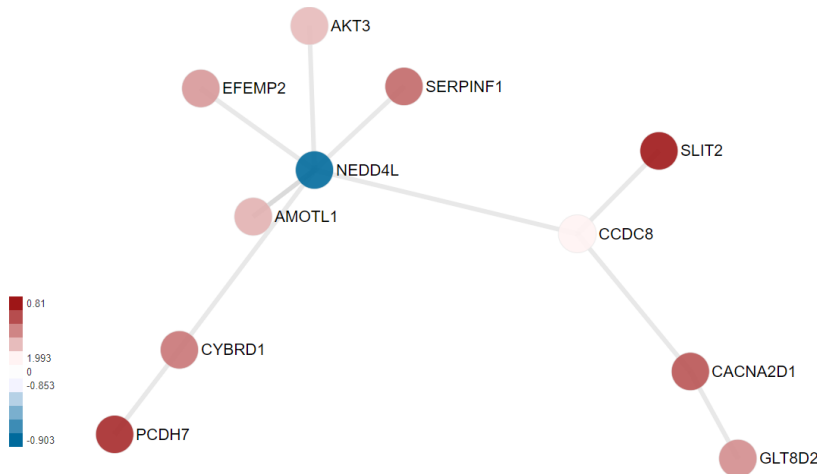 AKT3
EFEMP2
SERPINF1
SLIT2
NEDD4L
AMOTL1
CCDC8
0.81
1.993
0
-0.853
-0.903
CYBRD1
CACNA2D1
PCDH7
GLT8D2